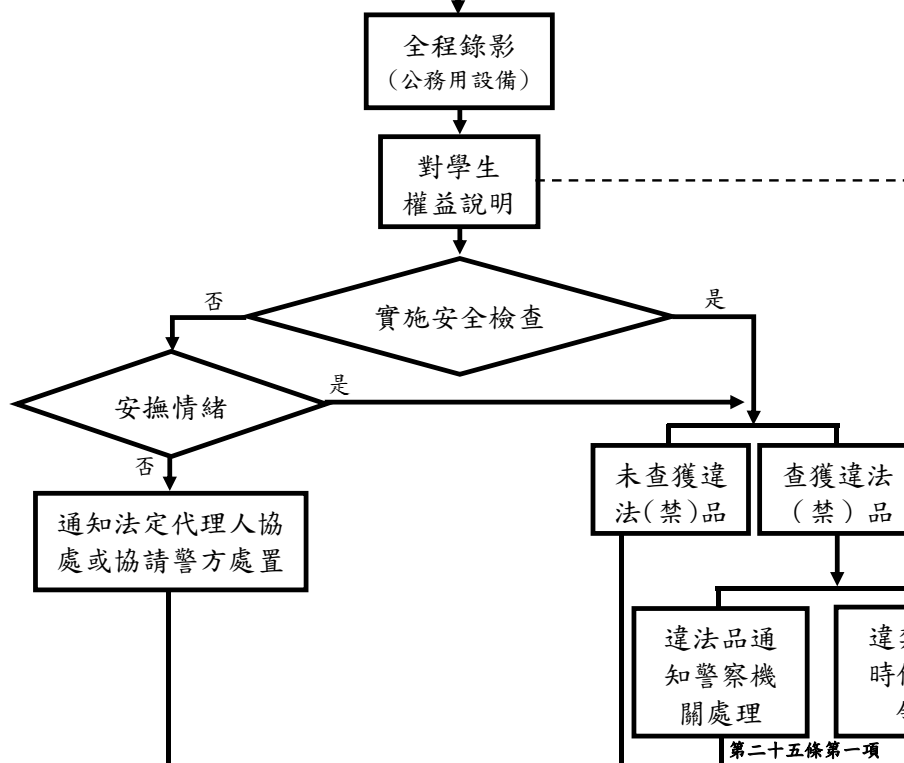 全程錄影
（公務用設備）
對學生
權益說明
實施安全檢查
否
是
安撫情緒
是
否
未查獲違
法(禁)品
查獲違法
（禁）品
通知法定代理人協
處或協請警方處置
違法品通
知警察機
關處理
違
時
第二十五條第一項